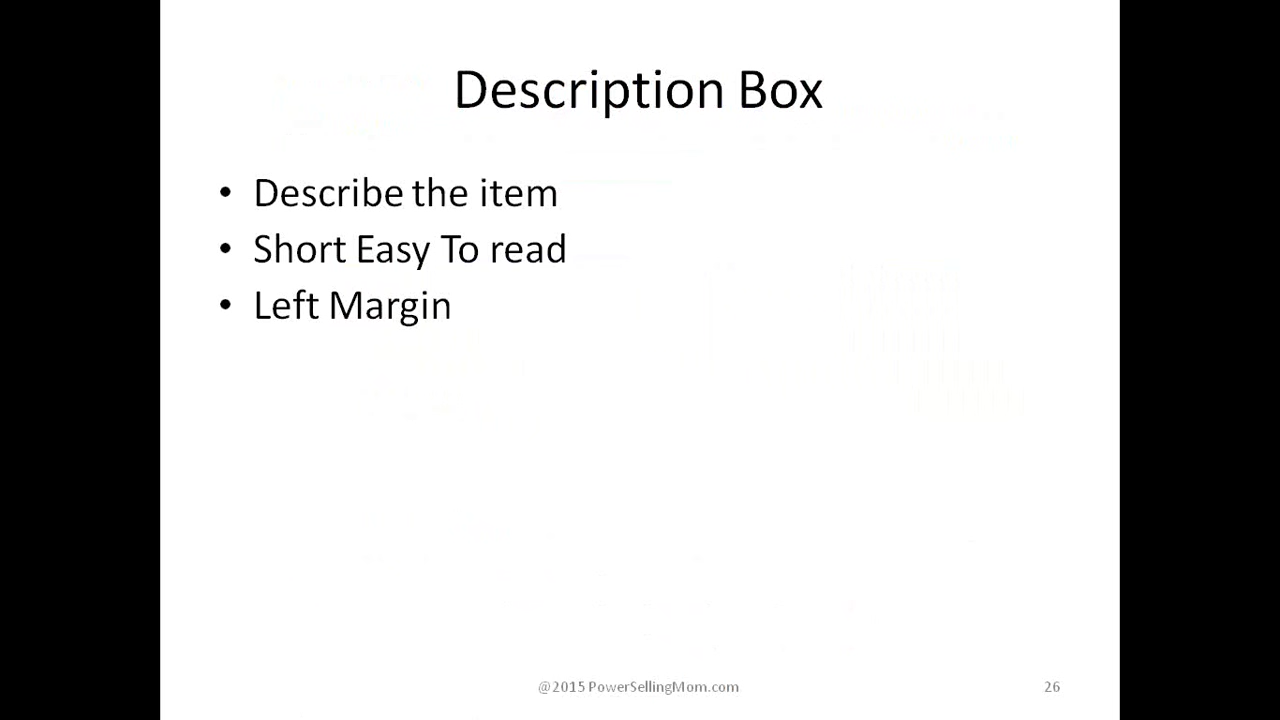 Description Box
• Describe the item
• Short Easy To read
• Left Margin
@2015 PowerSellingMom.com
26